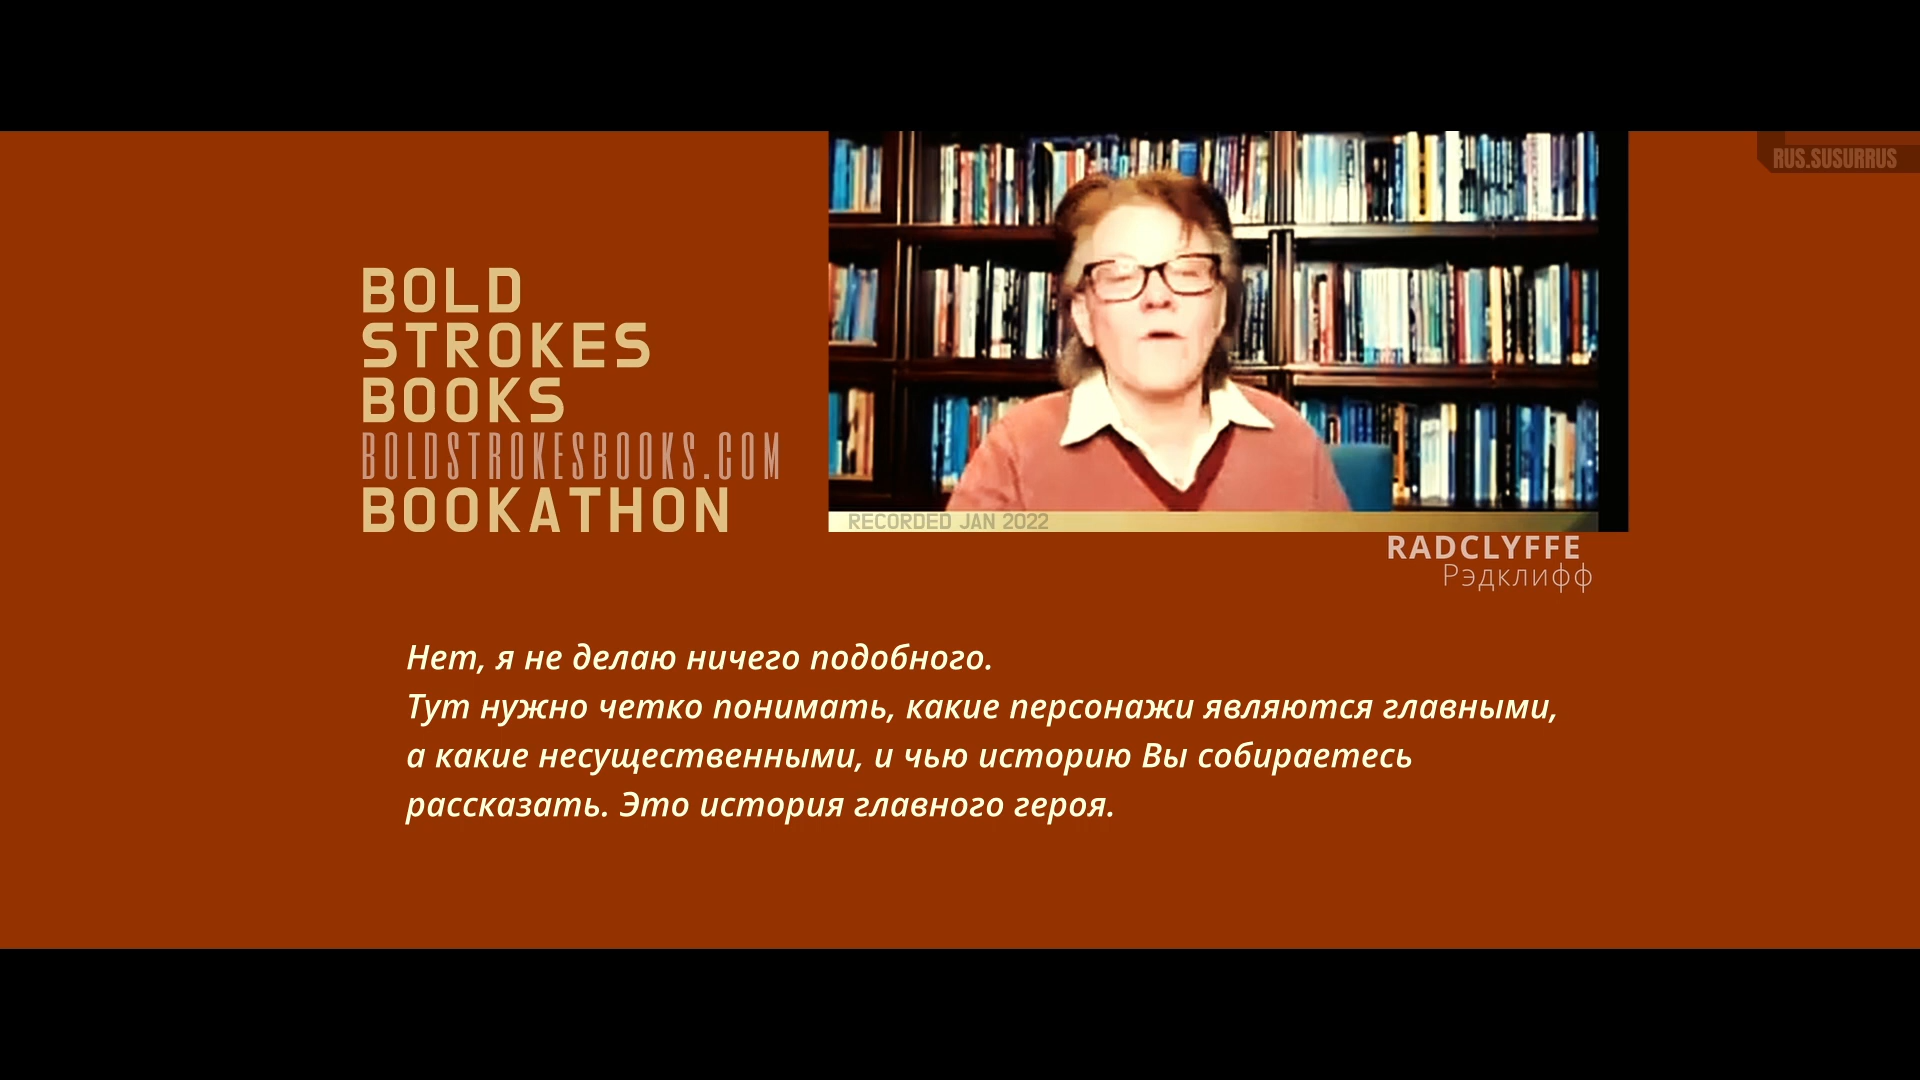 RUS.SUSURRUS
BOLD
STROKES
BOOKS
BOLDSTROKESBOOKS.COM
BOOKATHON
RECORDED JAN 2022
RADCLYFFE
Рэдклифф
Нет, я не делаю ничего подобного.
Тут нужно четко понимать, какие персонажи являются главными,
а какие несущественными, и чью историю Вы собираетесь
рассказать. Это история главного героя.